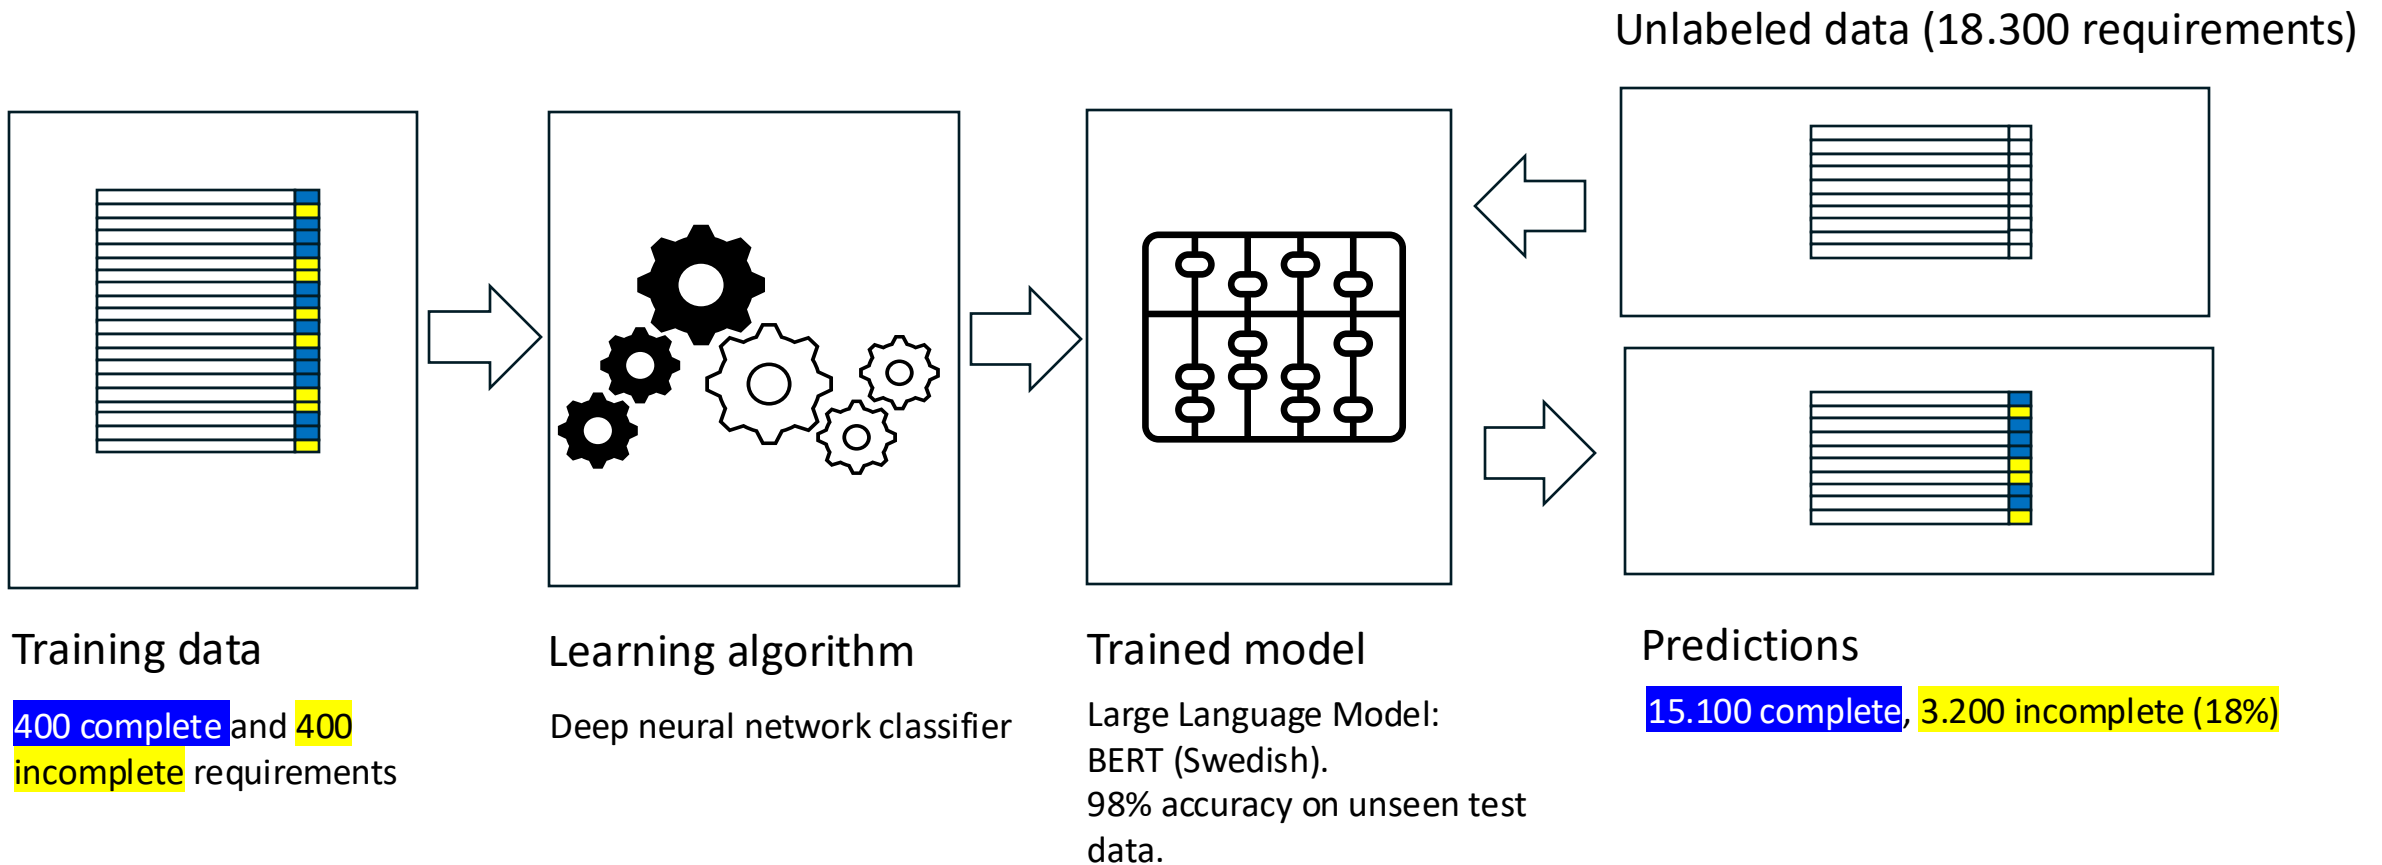 Unlabeled data (18.300 requirements)
Training data
400 complete and 400
incomplete requirements
Learning algorithm
Deep neural network classifier
Trained model
Large Language Model:
BERT (Swedish).
98% accuracy on unseen test
data.
Predictions
15.100 complete, 3.200 incomplete (18%)